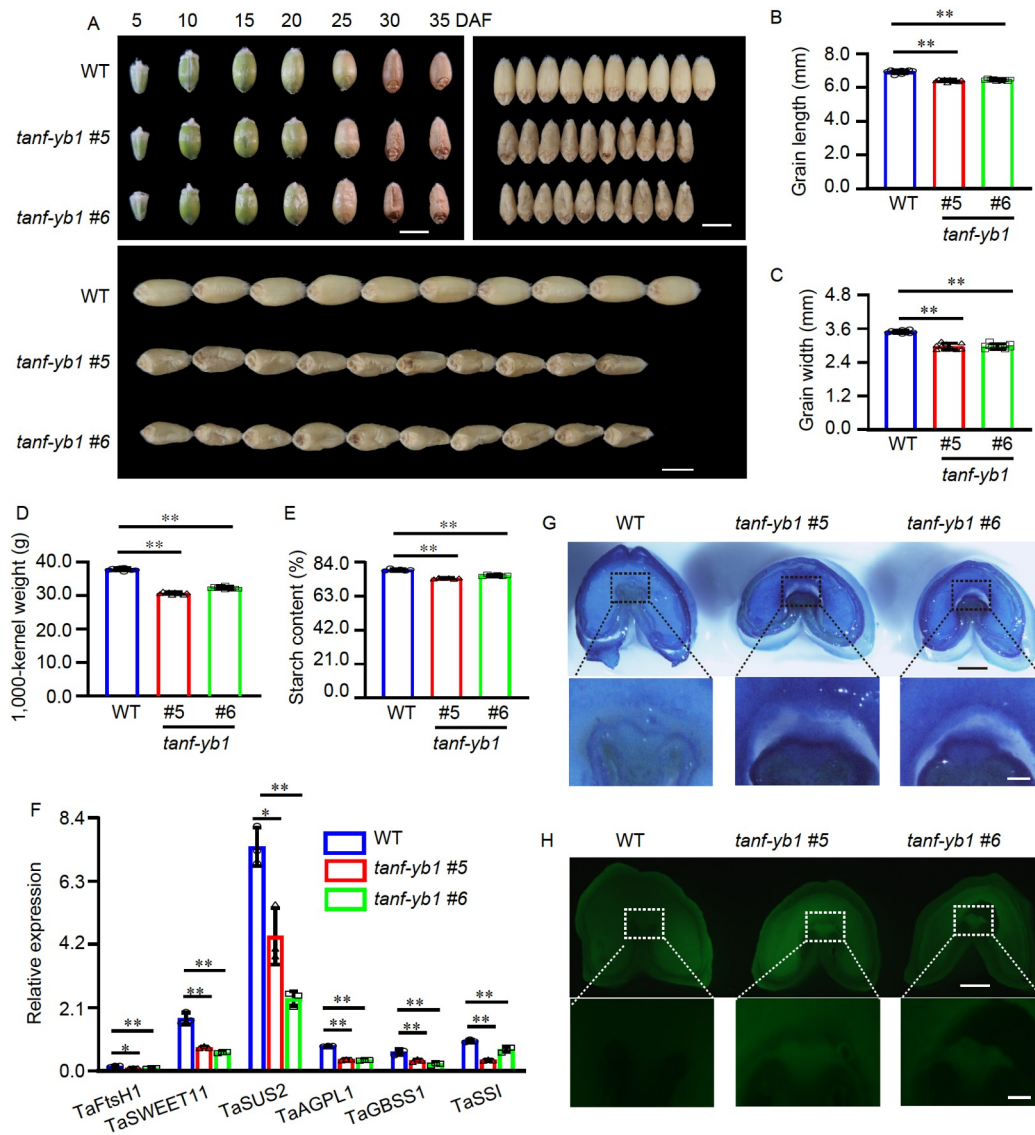 A
5 10 15 20 25 30 35 DAF
WT
tanf-yb1 #5
tanf-yb1 #6
WT
tanf-yb1 #5
tanf-yb1 #6
B
Grain length (mm)
8.0
6.0
4.0
2.0
0.0
**
**
WT #5 #6
tanf-yb1
C
Grain width (mm)
4.8
3.6
2.4
1.2
0.0
**
**
WT #5 #6
tanf-yb1
D
1,000-kernel weight (g)
40.0
30.0
20.0
10.0
0.0
**
**
WT #5 #6
tanf-yb1
E
Starch content (%)
84.0
63.0
42.0
21.0
0.0
**
**
WT #5 #6
tanf-yb1
F
Relative expression
8.4
6.3
4.2
2.1
0.0
WT
tanf-yb1 #5
tanf-yb1 #6
**
*
**
**
**
*
**
**
**
**
**
**
TaFtsH1
TaSWEET11
TaSUS2
TaAGPL1
TaGBSS1
TaSSI
G
WT tanf-yb1 #5 tanf-yb1 #6
H
WT tanf-yb1 #5 tanf-yb1 #6